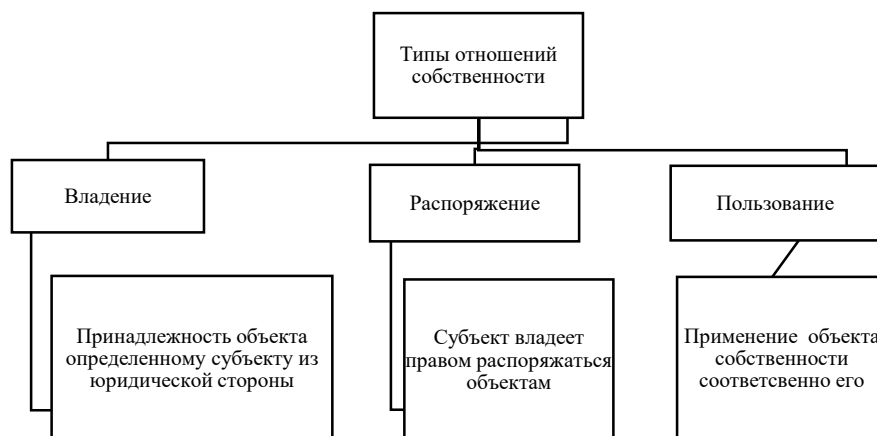 Типы отношений
собственности
Владение
Распоряжение
Пользование
Принадлежность объекта
определенному субъекту из
юридической стороны
Субъект владеет
правом распоряжаться
объектам
Применение объекта
собственности
соответсвенно его